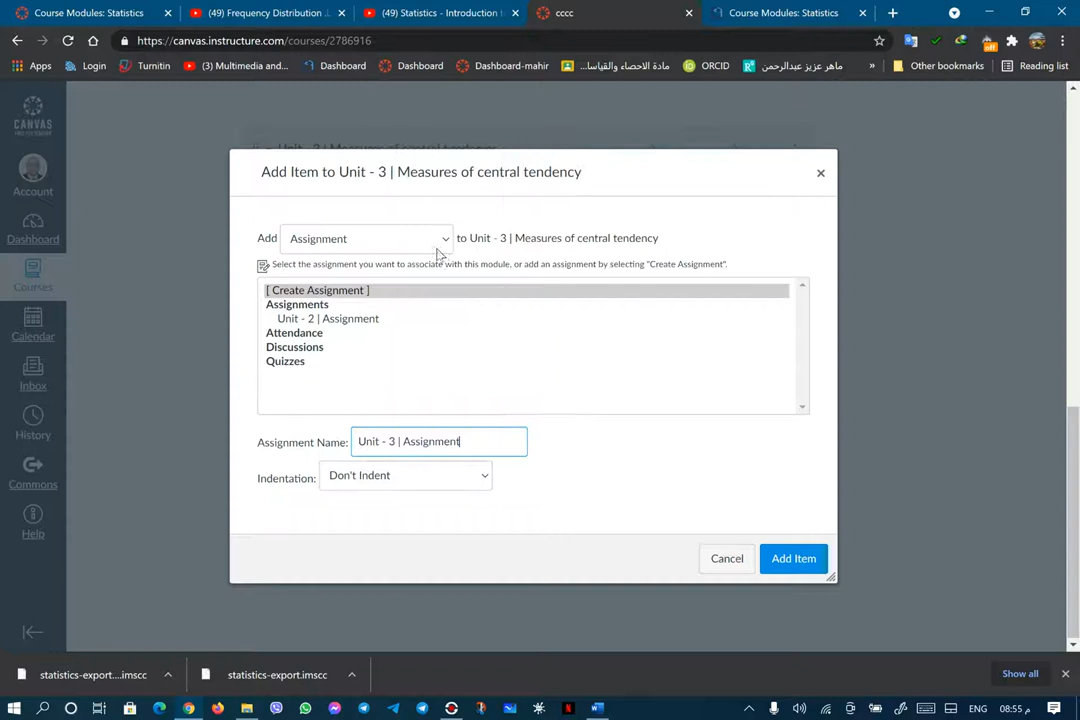 Course Modules: Statistics
(49) Frequency Distribution
(49) Statistics - Introduction
cccc
Course Modules: Statistics
https://canvas.instructure.com/courses/2786916
Apps
Login
Turnitin
(3) Multimedia and...
Dashboard
Dashboard
Dashboard-mahir
مادة الاحصاء والقياسا...
ORCID
ماهر عزيز عبدالرحمن
»
Other bookmarks
Reading list
off
CANVAS
Account
Dashboard
Courses
Calendar
Inbox
History
Commons
Help
Add Item to Unit - 3 | Measures of central tendency
Add Assignment to Unit - 3 | Measures of central tendency
Select the assignment you want to associate with this module, or add an assignment by selecting "Create Assignment".
[ Create Assignment ]
Assignments
Unit - 2 | Assignment
Attendance
Discussions
Quizzes
Assignment Name: Unit - 3 | Assignment
Indentation: Don't Indent
Cancel
Add Item
statistics-export....imscc
statistics-export.imscc
Show all
ENG
08:55 م